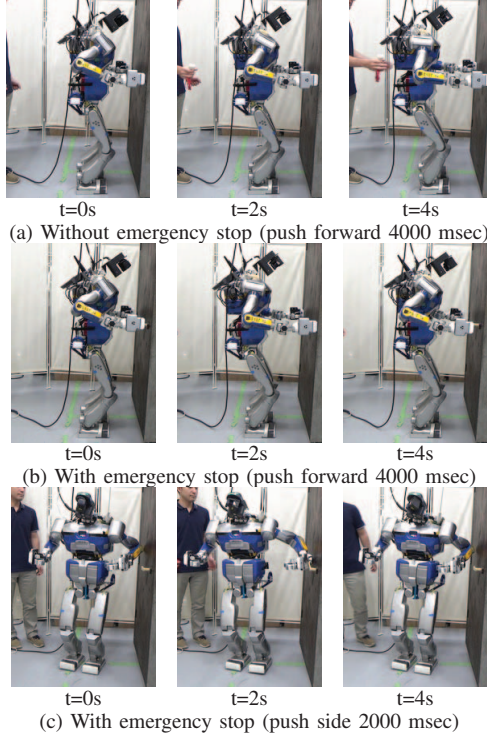 t=0s t=2s t=4s
(a) Without emergency stop (push forward 4000 msec)
t=0s t=2s t=4s
(b) With emergency stop (push forward 4000 msec)
t=0s t=2s t=4s
(c) With emergency stop (push side 2000 msec)